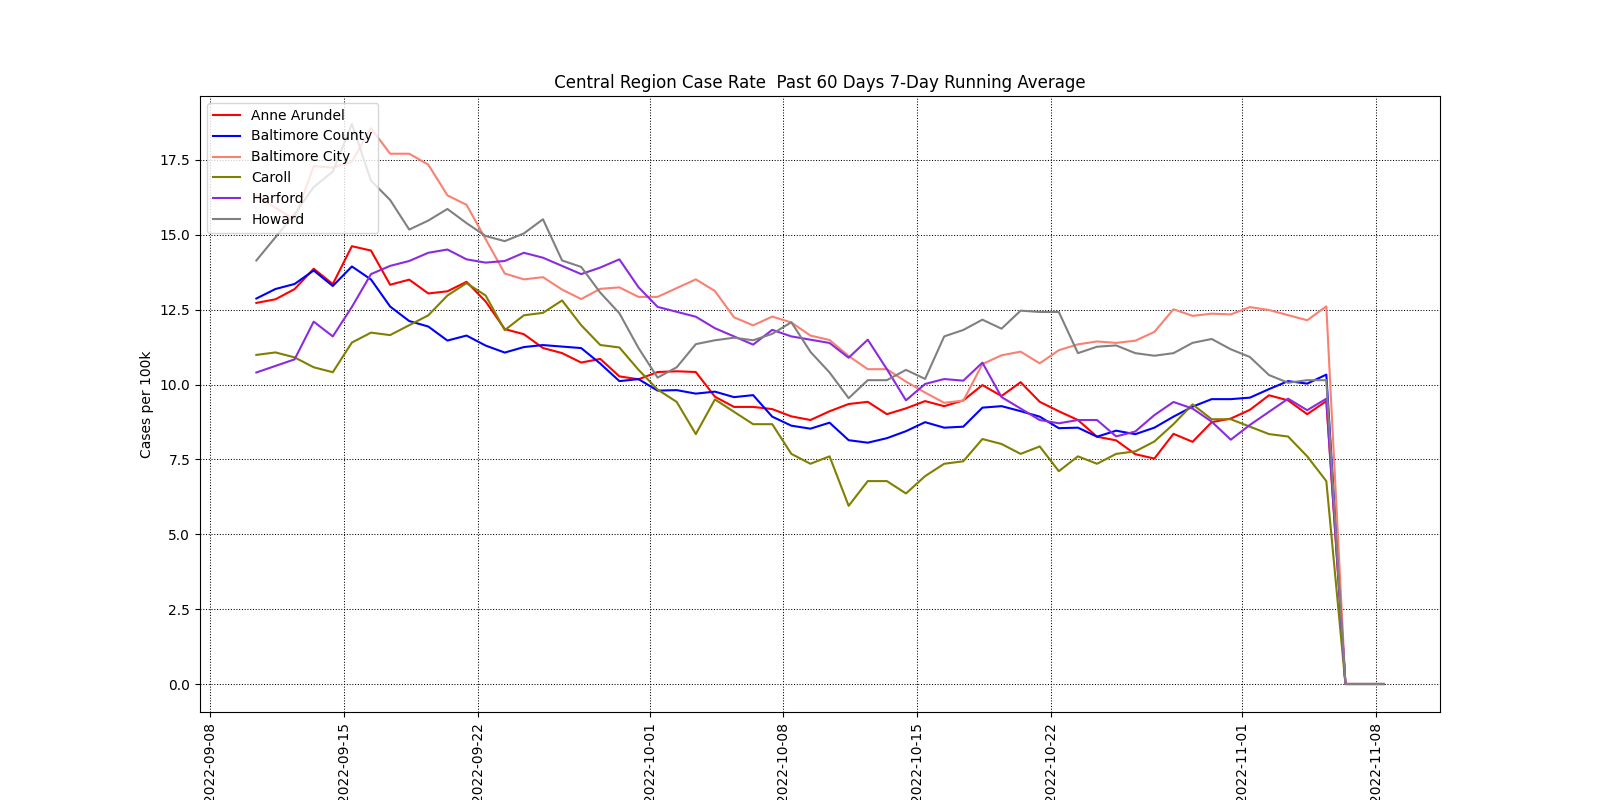 Central Region Case Rate  Past 60 Days 7-Day Running Average
Anne Arundel
Baltimore County
Baltimore City
Caroll
Harford
Howard
Cases per 100k
17.5
15.0
12.5
10.0
7.5
5.0
2.5
0.0
2022-09-08
2022-09-15
2022-09-22
2022-10-01
2022-10-08
2022-10-15
2022-10-22
2022-11-01
2022-11-08